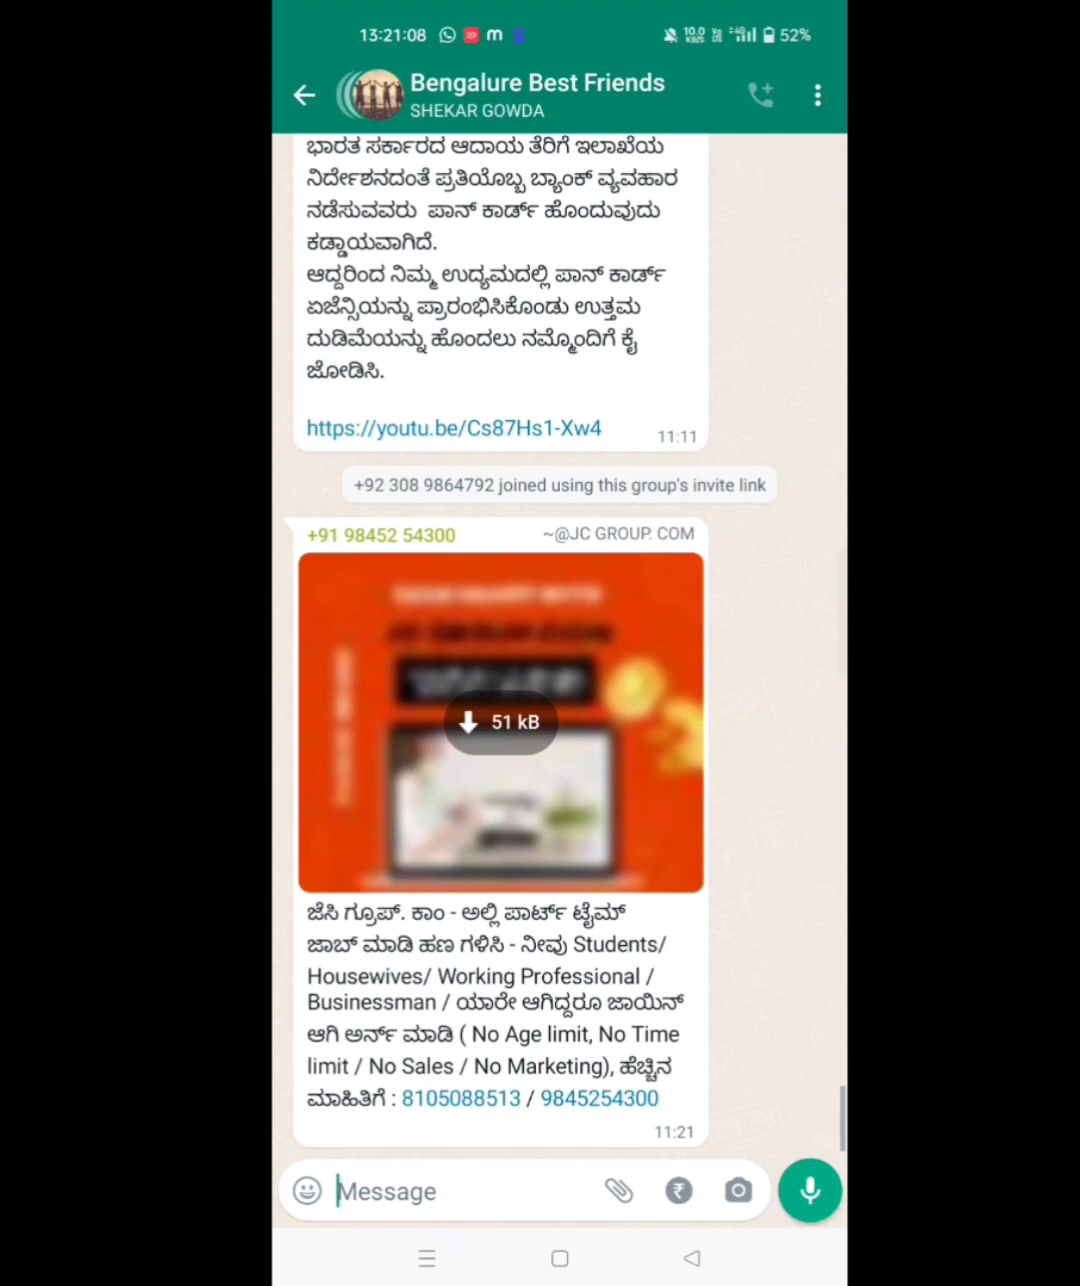 13:21:08 m 10.0 KB/S 4G 52%
Bengalure Best Friends
SHEKAR GOWDA
ಭಾರತ ಸರ್ಕಾರದ ಆದಾಯ ತೆರಿಗೆ ಇಲಾಖೆಯ
ನಿರ್ದೇಶನದಂತೆ ಪ್ರತಿಯೊಬ್ಬ ಬ್ಯಾಂಕ್ ವ್ಯವಹಾರ
ನಡೆಸುವವರು ಪಾನ್ ಕಾರ್ಡ್ ಹೊಂದುವುದು
ಕಡ್ಡಾಯವಾಗಿದೆ.
ಆದ್ದರಿಂದ ನಿಮ್ಮ ಉದ್ಯಮದಲ್ಲಿ ಪಾನ್ ಕಾರ್ಡ್
ಏಜೆನ್ಸಿಯನ್ನು ಪ್ರಾರಂಭಿಸಿಕೊಂಡು ಉತ್ತಮ
ದುಡಿಮೆಯನ್ನು ಹೊಂದಲು ನಮ್ಮೊಂದಿಗೆ ಕೈ
ಜೋಡಿಸಿ.
https://youtu.be/Cs87Hs1-Xw4
11:11
+92 308 9864792 joined using this group's invite link
+91 98452 54300 ~@JC GROUP. COM
51 kB
ಜೆಸಿ ಗ್ರೂಪ್. ಕಾಂ - ಅಲ್ಲಿ ಪಾರ್ಟ್ ಟೈಮ್
ಜಾಬ್ ಮಾಡಿ ಹಣ ಗಳಿಸಿ - ನೀವು Students/
Housewives/ Working Professional /
Businessman / ಯಾರೇ ಆಗಿದ್ದರೂ ಜಾಯಿನ್
ಆಗಿ ಅರ್ನ್ ಮಾಡಿ ( No Age limit, No Time
limit / No Sales / No Marketing), ಹೆಚ್ಚಿನ
ಮಾಹಿತಿಗೆ : 8105088513 / 9845254300
11:21
Message